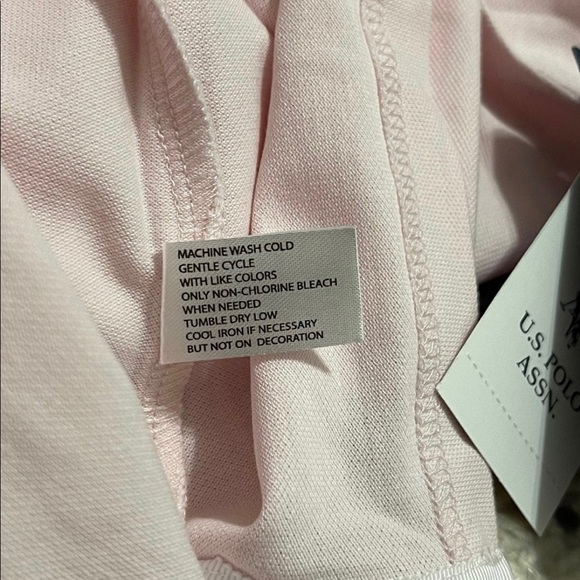 MACHINE WASH COLD
GENTLE CYCLE
WITH LIKE COLORS
ONLY NON-CHLORINE BLEACH
WHEN NEEDED
TUMBLE DRY LOW
COOL IRON IF NECESSARY
BUT NOT ON DECORATION
U.S. POLO
ASSN.